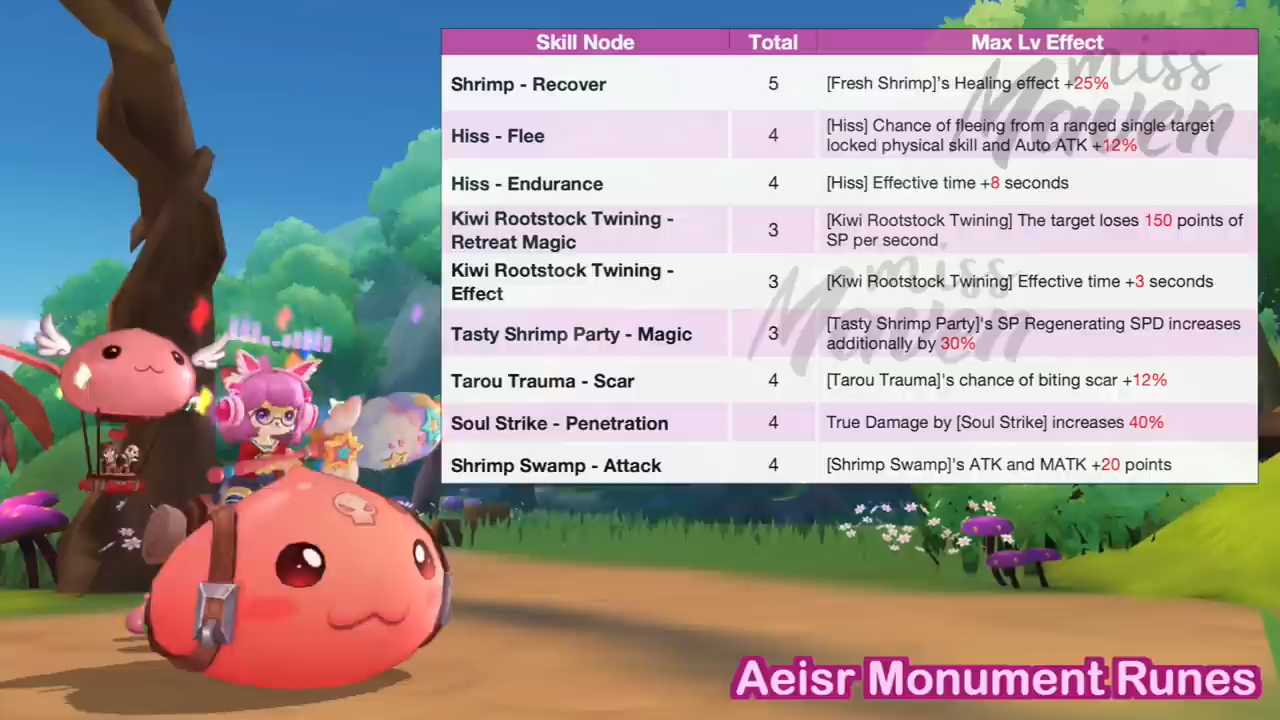 Skill Node Total Max Lv Effect
Shrimp - Recover 5 [Fresh Shrimp]'s Healing effect +25%
Hiss - Flee 4 [Hiss] Chance of fleeing from a ranged single target
locked physical skill and Auto ATK +12%
Hiss - Endurance 4 [Hiss] Effective time +8 seconds
Kiwi Rootstock Twining -
Retreat Magic 3 [Kiwi Rootstock Twining] The target loses 150 points of
SP per second
Kiwi Rootstock Twining -
Effect 3 [Kiwi Rootstock Twining] Effective time +3 seconds
Tasty Shrimp Party - Magic 3 [Tasty Shrimp Party]'s SP Regenerating SPD increases
additionally by 30%
Tarou Trauma - Scar 4 [Tarou Trauma]'s chance of biting scar +12%
Soul Strike - Penetration 4 True Damage by [Soul Strike] increases 40%
Shrimp Swamp - Attack 4 [Shrimp Swamp]'s ATK and MATK +20 points
miss
Maven
miss
Maven
Aeisr Monument Runes